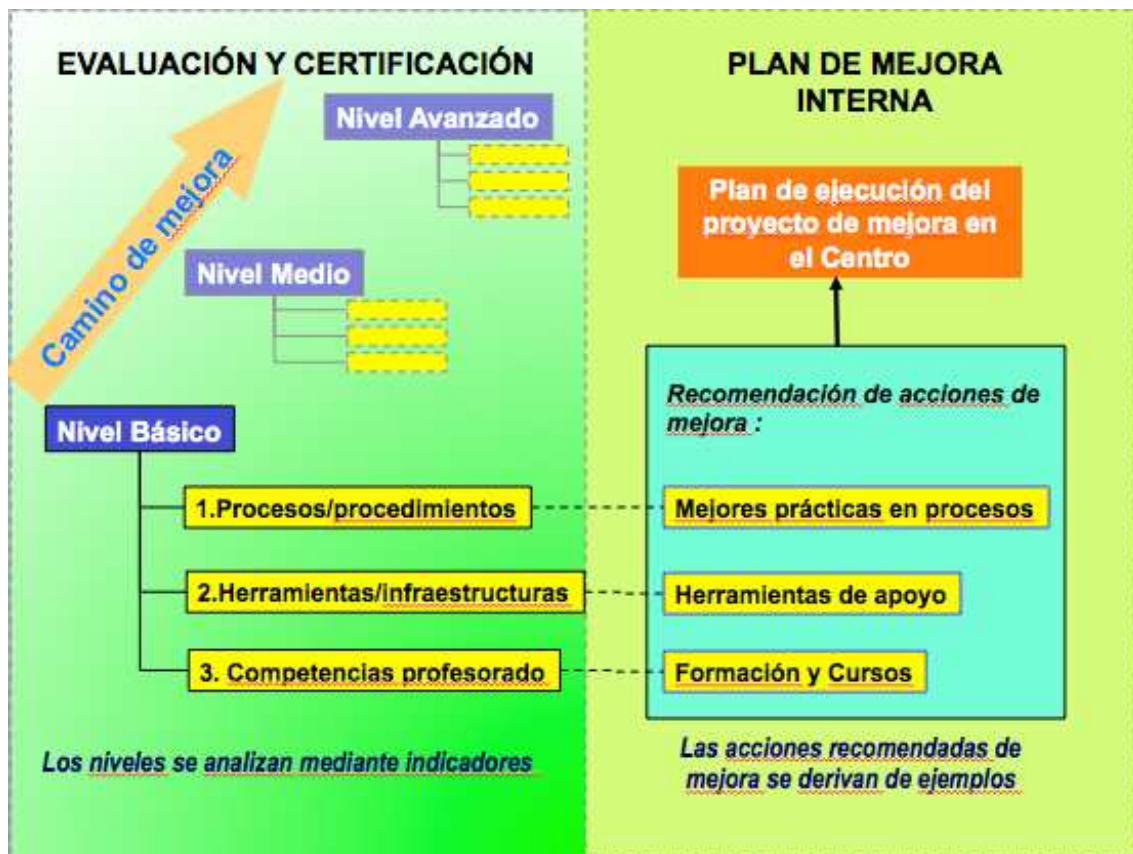 EVALUACIÓN Y CERTIFICACIÓN
Nivel Avanzado
Camino de mejora
Nivel Medio
Nivel Básico
1.Procesos/procedimientos
2.Herramientas/infraestructuras
3. Competencias profesorado
Los niveles se analizan mediante indicadores
PLAN DE MEJORA
INTERNA
Plan de ejecución del
proyecto de mejora en
el Centro
Recomendación de acciones de
mejora :
Mejores prácticas en procesos
Herramientas de apoyo
Formación y Cursos
Las acciones recomendadas de
mejora se derivan de ejemplos